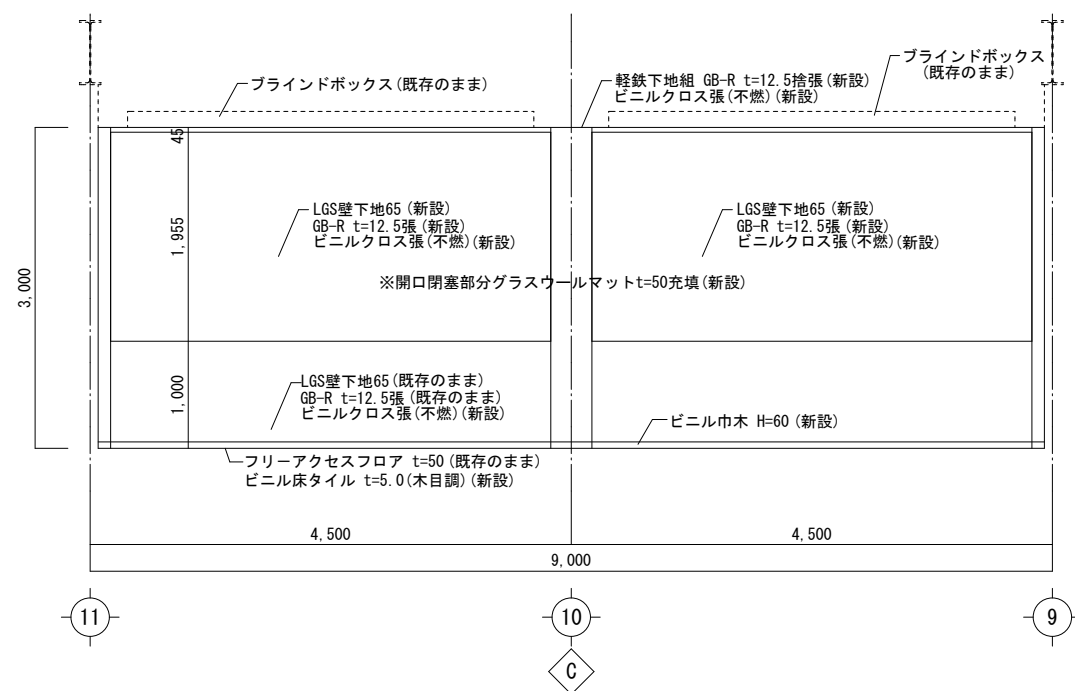 ブラインドボックス(既存のまま)
軽鉄下地組 GB-R t=12.5捨張(新設)
ビニルクロス張(不燃)(新設)
ブラインドボックス
(既存のまま)
45
1,955
3,000
LGS壁下地65(新設)
GB-R t=12.5張(新設)
ビニルクロス張(不燃)(新設)
LGS壁下地65(新設)
GB-R t=12.5張(新設)
ビニルクロス張(不燃)(新設)
※開口閉塞部分グラスウールマットt=50充填(新設)
1,000
LGS壁下地65(既存のまま)
GB-R t=12.5張(既存のまま)
ビニルクロス張(不燃)(新設)
ビニル巾木 H=60(新設)
フリーアクセスフロア t=50(既存のまま)
ビニル床タイル t=5.0(木目調)(新設)
4,500
4,500
9,000
11
10
9
C